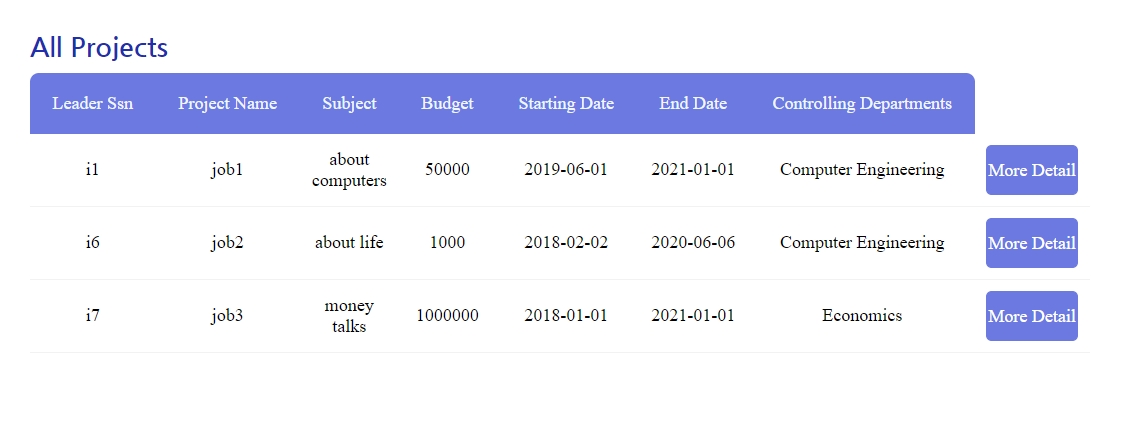 All Projects
Leader Ssn Project Name Subject Budget Starting Date End Date Controlling Departments
i1 job1 about computers 50000 2019-06-01 2021-01-01 Computer Engineering More Detail
i6 job2 about life 1000 2018-02-02 2020-06-06 Computer Engineering More Detail
i7 job3 money talks 1000000 2018-01-01 2021-01-01 Economics More Detail